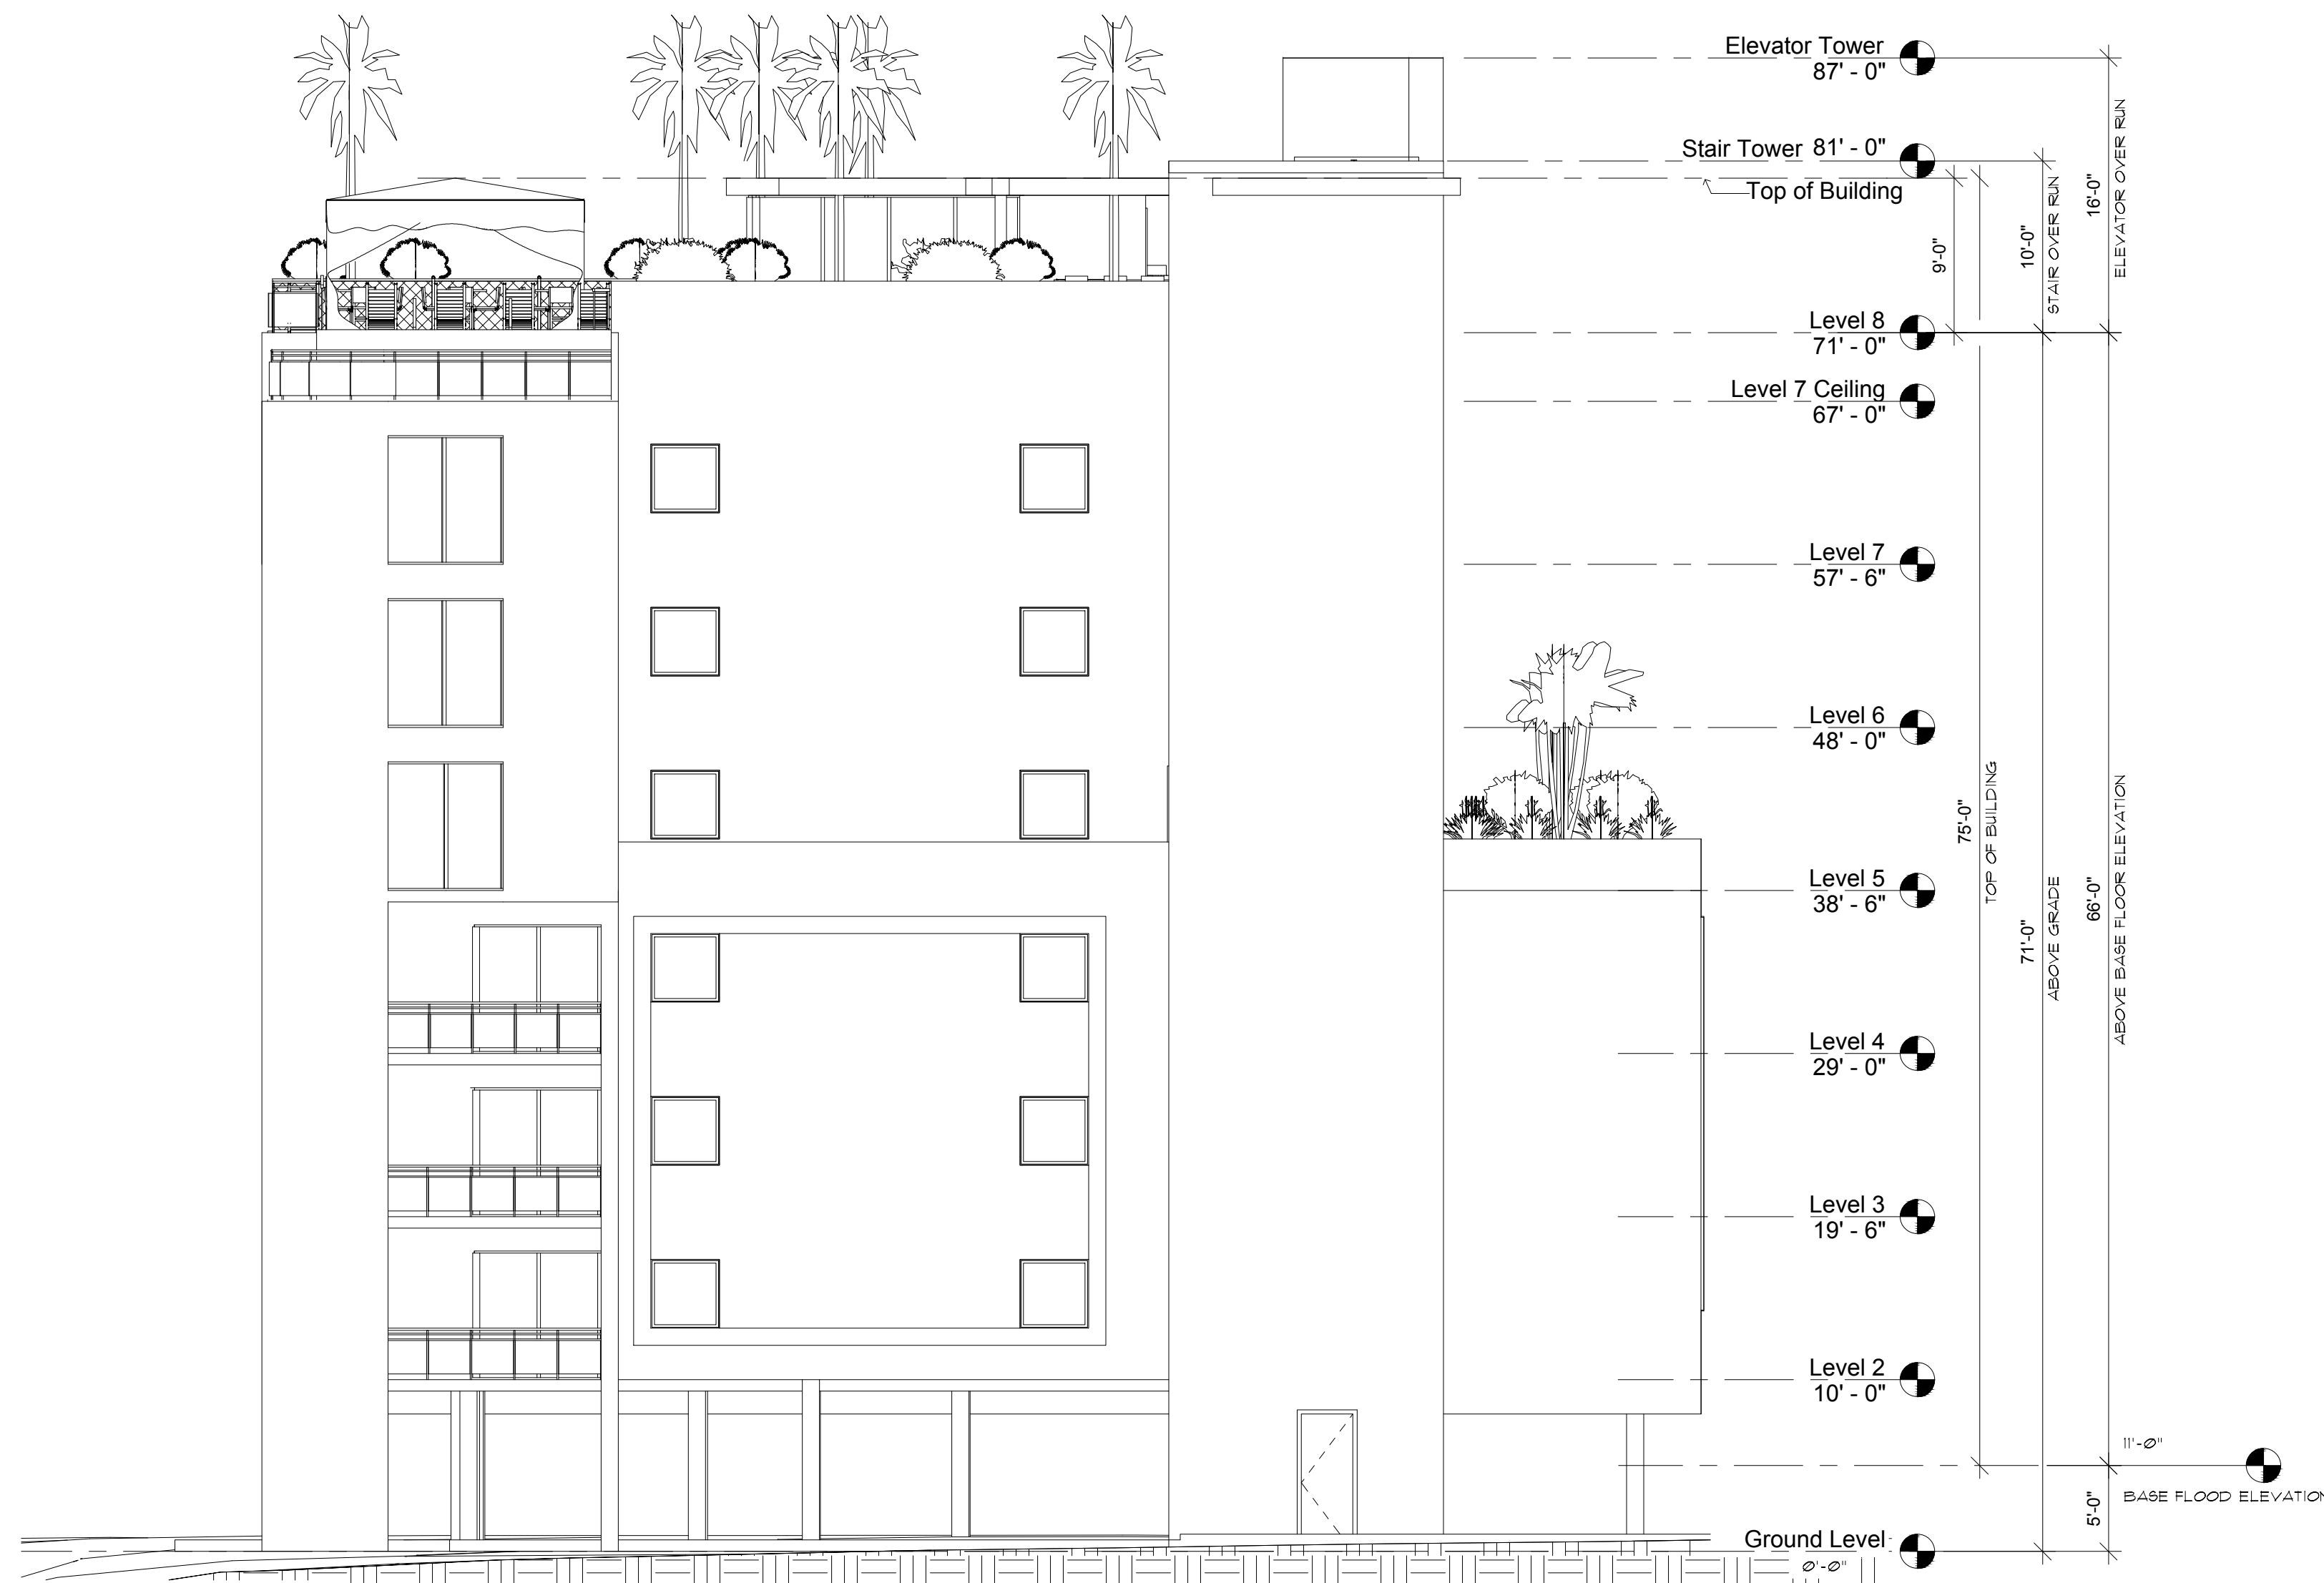 Elevator Tower
87' - 0"
Stair Tower 81' - 0"
Top of Building
Level 8
71' - 0"
Level 7 Ceiling
67' - 0"
Level 7
57' - 6"
Level 6
48' - 0"
Level 5
38' - 6"
Level 4
29' - 0"
Level 3
19' - 6"
Level 2
10' - 0"
Ground Level
0'-0"
9'-0"
75'-0"
TOP OF BUILDING
10'-0"
STAIR OVER RUN
71'-0"
ABOVE GRADE
16'-0"
ELEVATOR OVER RUN
66'-0"
ABOVE BASE FLOOR ELEVATION
5'-0"
11'-0"
BASE FLOOD ELEVATION